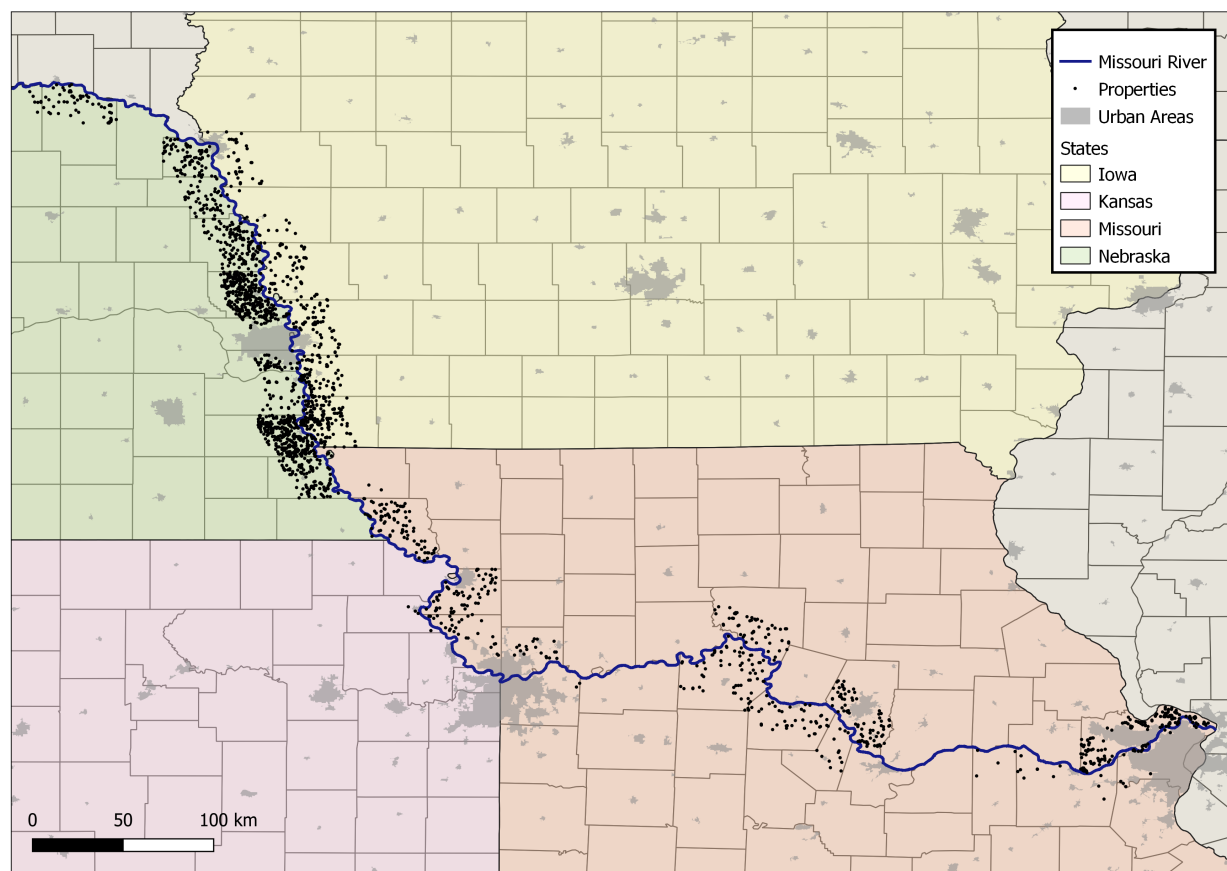 Missouri River
Properties
Urban Areas
States
Iowa
Kansas
Missouri
Nebraska
0 50 100 km